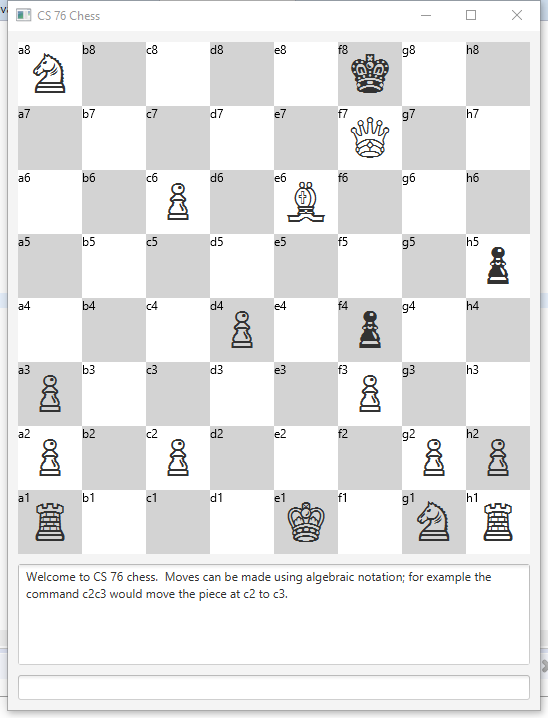 CS 76 Chess
a8 b8 c8 d8 e8 f8 g8 h8
a7 b7 c7 d7 e7 f7 g7 h7
a6 b6 c6 d6 e6 f6 g6 h6
a5 b5 c5 d5 e5 f5 g5 h5
a4 b4 c4 d4 e4 f4 g4 h4
a3 b3 c3 d3 e3 f3 g3 h3
a2 b2 c2 d2 e2 f2 g2 h2
a1 b1 c1 d1 e1 f1 g1 h1
Welcome to CS 76 chess.  Moves can be made using algebraic notation; for example the
command c2c3 would move the piece at c2 to c3.